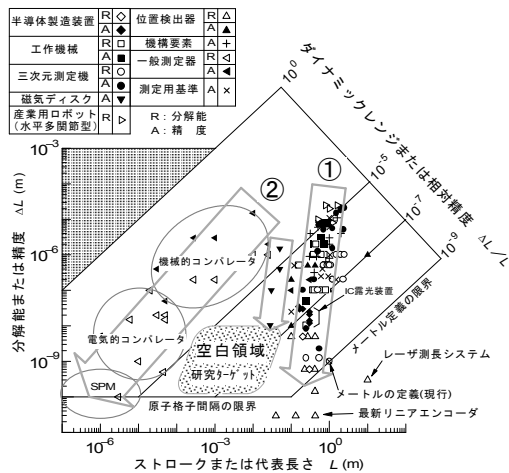 半導体製造装置 R ◇ 位置検出器 R △
A ◆ A ▲
工作機械 R □ 機構要素 A +
A ■ 一般測定器 R ◁
三次元測定機 R ○ A ◀
A ● 測定用基準 A ×
磁気ディスク A ▼
産業用ロボット
(水平多関節型) R ▷
R:分解能
A:精度
ダイナミックレンジまたは相対精度 ΔL/L
10⁰
10⁻⁵
10⁻⁷
10⁻⁹
分解能または精度 ΔL (m)
10⁻³
10⁻⁶
10⁻⁹
①
②
機械的コンパレータ
電気的コンパレータ
SPM
空白領域
研究ターゲット
IC露光装置
メートル定義の限界
レーザ測長システム
メートルの定義(現行)
原子格子間隔の限界
最新リニアエンコーダ
10⁻⁶
10⁻³
10⁰
ストロークまたは代表長さ L (m)